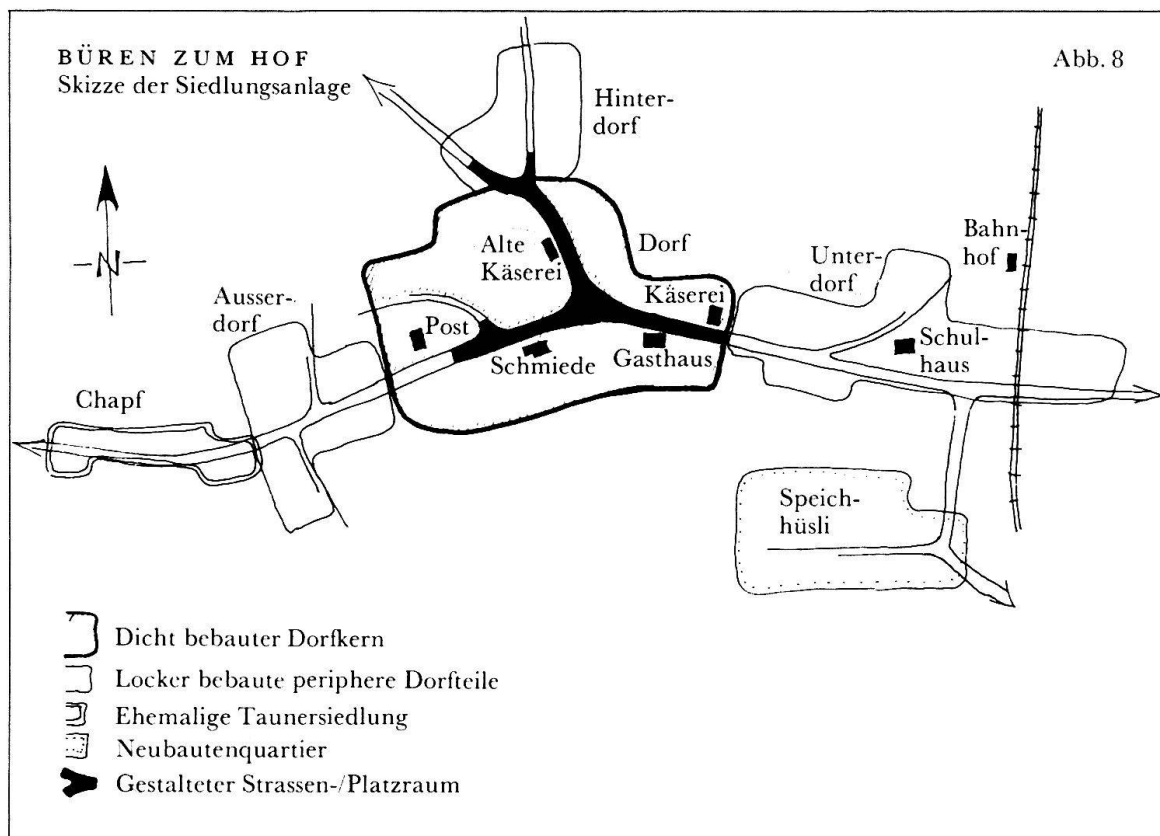 BÜREN ZUM HOF
Skizze der Siedlungsanlage
Abb. 8
Hinter-
dorf
N
Alte
Käserei
Dorf
Bahn-
hof
Unter-
dorf
Ausser-
dorf
Käserei
Post
Schmiede
Gasthaus
Schul-
haus
Chapf
Speich-
hüsli
Dicht bebauter Dorfkern
Locker bebaute periphere Dorfteile
Ehemalige Taunersiedlung
Neubautenquartier
Gestalteter Strassen-/Platzraum